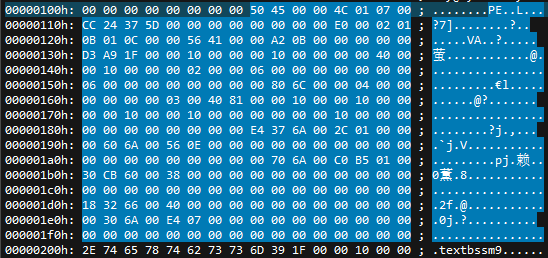 00000100h: 00 00 00 00 00 00 00 00 50 45 00 00 4C 01 07 00 ; ........PE..L...
00000110h: CC 24 37 5D 00 00 00 00 00 00 00 00 E0 00 02 01 ; ?7]........?..
00000120h: 0B 01 0C 00 00 56 41 00 00 A2 0B 00 00 00 00 00 ; .....VA..?.....
00000130h: D3 A9 1F 00 00 10 00 00 00 10 00 00 00 00 40 00 ; 萤............@.
00000140h: 00 10 00 00 00 02 00 00 06 00 00 00 00 00 00 00 ; ................
00000150h: 06 00 00 00 00 00 00 00 00 80 6C 00 00 04 00 00 ; .........€l.....
00000160h: 00 00 00 00 03 00 40 81 00 00 10 00 00 10 00 00 ; ......@?.......
00000170h: 00 00 10 00 00 10 00 00 00 00 00 00 10 00 00 00 ; ................
00000180h: 00 00 00 00 00 00 00 00 E4 37 6A 00 2C 01 00 00 ; ........?j.,...
00000190h: 00 60 6A 00 56 0E 00 00 00 00 00 00 00 00 00 00 ; .`j.V...........
000001a0h: 00 00 00 00 00 00 00 00 00 70 6A 00 C0 B5 01 00 ; .........pj.赖..
000001b0h: 30 CB 60 00 38 00 00 00 00 00 00 00 00 00 00 00 ; 0薫.8...........
000001c0h: 00 00 00 00 00 00 00 00 00 00 00 00 00 00 00 00 ; ................
000001d0h: 18 32 66 00 40 00 00 00 00 00 00 00 00 00 00 00 ; .2f.@...........
000001e0h: 00 30 6A 00 E4 07 00 00 00 00 00 00 00 00 00 00 ; .0j.?...........
000001f0h: 00 00 00 00 00 00 00 00 00 00 00 00 00 00 00 00 ; ................
00000200h: 2E 74 65 78 74 62 73 73 6D 39 1F 00 00 10 00 00 ; .textbssm9......